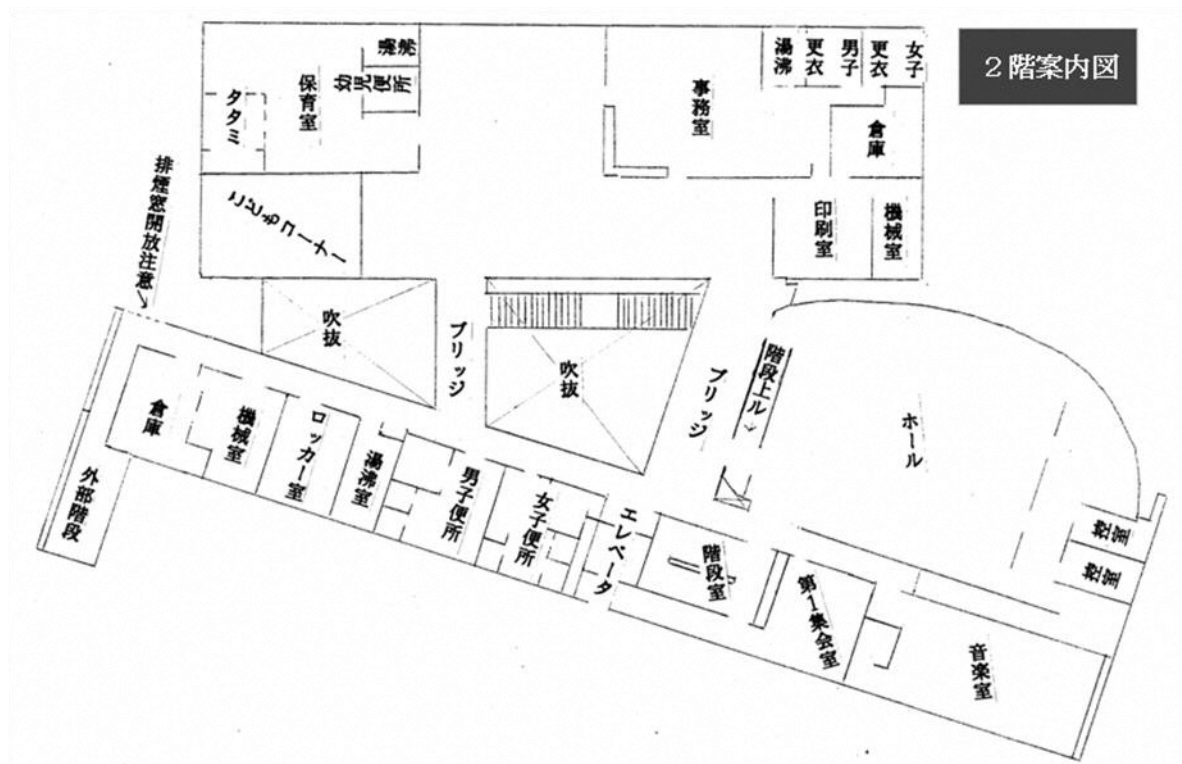 2階案内図
湯沸
幼児便所
保育室
タタミ
事務室
湯沸
男子更衣
女子更衣
倉庫
印刷室
機械室
こどもコーナー
排煙窓開放注意↓
吹抜
ブリッジ
吹抜
ブリッジ
階段上ル↓
ホール
倉庫
機械室
ロッカー室
湯沸室
男子便所
女子便所
エレベータ
階段室
第1集会室
音楽室
控室
控室
外部階段